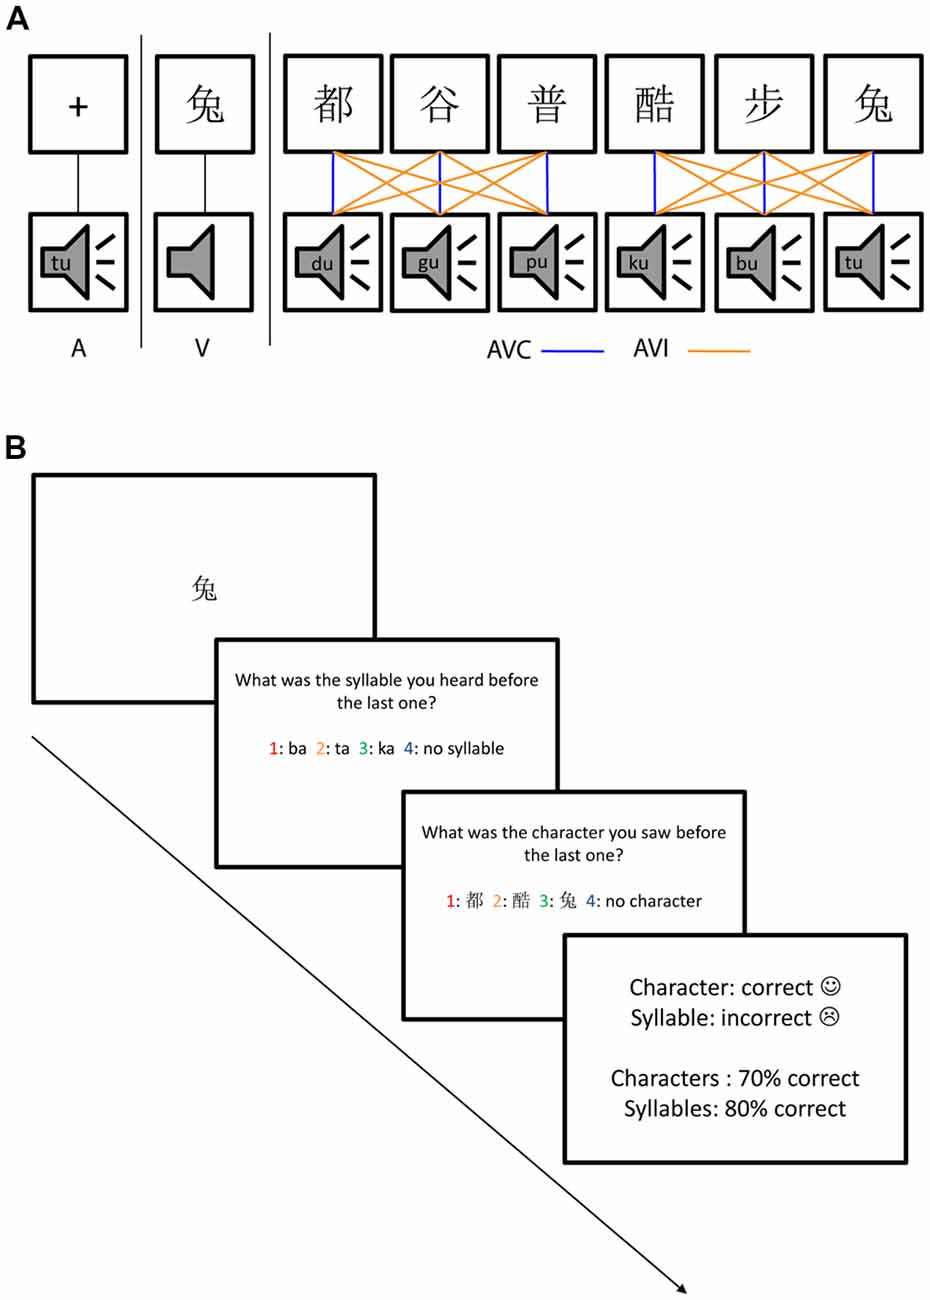 A
+ 兔 都 谷 普 酷 步 兔
tu du gu pu ku bu tu
A V AVC AVI
B
兔
What was the syllable you heard before
the last one?
1: ba 2: ta 3: ka 4: no syllable
What was the character you saw before
the last one?
1: 都 2: 酷 3: 兔 4: no character
Character: correct ☺
Syllable: incorrect ☹
Characters : 70% correct
Syllables: 80% correct